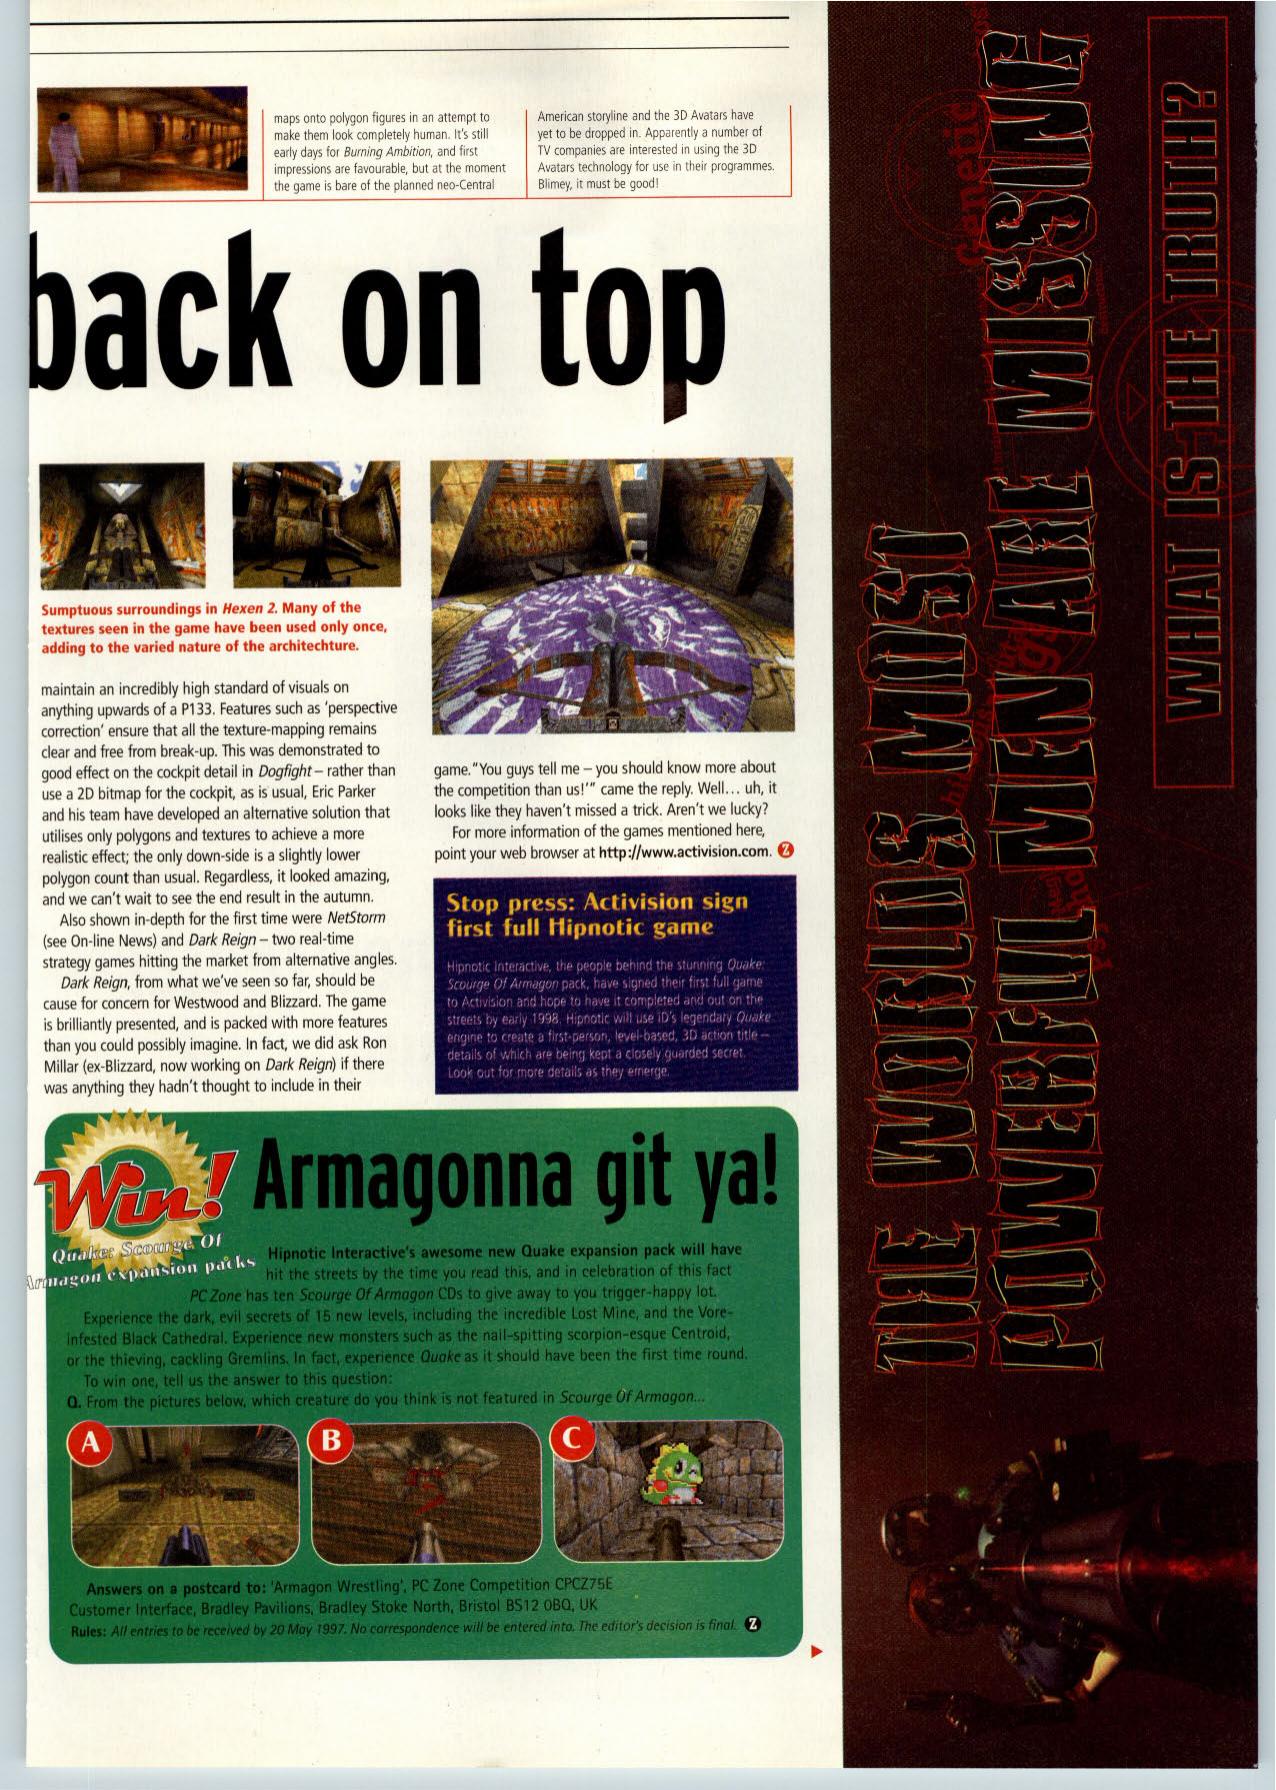 maps onto polygon figures in an attempt to
make them look completely human. It's still
early days for Burning Ambition, and first
impressions are favourable, but at the moment
the game is bare of the planned neo-Central
American storyline and the 3D Avatars have
yet to be dropped in. Apparently a number of
TV companies are interested in using the 3D
Avatars technology for use in their programmes.
Blimey, it must be good!
back on top
Sumptuous surroundings in Hexen 2. Many of the
textures seen in the game have been used only once,
adding to the varied nature of the architechture.
maintain an incredibly high standard of visuals on
anything upwards of a P133. Features such as 'perspective
correction' ensure that all the texture-mapping remains
clear and free from break-up. This was demonstrated to
good effect on the cockpit detail in Dogfight – rather than
use a 2D bitmap for the cockpit, as is usual, Eric Parker
and his team have developed an alternative solution that
utilises only polygons and textures to achieve a more
realistic effect; the only down-side is a slightly lower
polygon count than usual. Regardless, it looked amazing,
and we can't wait to see the end result in the autumn.
Also shown in-depth for the first time were NetStorm
(see On-line News) and Dark Reign – two real-time
strategy games hitting the market from alternative angles.
Dark Reign, from what we've seen so far, should be
cause for concern for Westwood and Blizzard. The game
is brilliantly presented, and is packed with more features
than you could possibly imagine. In fact, we did ask Ron
Millar (ex-Blizzard, now working on Dark Reign) if there
was anything they hadn't thought to include in their
game."You guys tell me – you should know more about
the competition than us!'" came the reply. Well... uh, it
looks like they haven't missed a trick. Aren't we lucky?
For more information of the games mentioned here,
point your web browser at http://www.activision.com. Z
Stop press: Activision sign
first full Hipnotic game
Hipnotic Interactive, the people behind the stunning Quake:
Scourge Of Armagon pack, have signed their first full game
to Activision and hope to have it completed and out on the
streets by early 1998. Hipnotic will use iD's legendary Quake
engine to create a first-person, level-based, 3D action title –
details of which are being kept a closely guarded secret.
Look out for more details as they emerge.
Win!
Quake: Scourge Of
Armagon expansion packs
Armagonna git ya!
Hipnotic Interactive's awesome new Quake expansion pack will have
hit the streets by the time you read this, and in celebration of this fact
PC Zone has ten Scourge Of Armagon CDs to give away to you trigger-happy lot.
Experience the dark, evil secrets of 15 new levels, including the incredible Lost Mine, and the Vore-
infested Black Cathedral. Experience new monsters such as the nail-spitting scorpion-esque Centroid,
or the thieving, cackling Gremlins. In fact, experience Quake as it should have been the first time round.
To win one, tell us the answer to this question:
Q. From the pictures below, which creature do you think is not featured in Scourge Of Armagon...
A
B
C
Answers on a postcard to: 'Armagon Wrestling', PC Zone Competition CPCZ75E
Customer Interface, Bradley Pavilions, Bradley Stoke North, Bristol BS12 0BQ, UK
Rules: All entries to be received by 20 May 1997. No correspondence will be entered into. The editor's decision is final. Z
THE WORLDS MOST
POWERFUL MEN ARE MISSING
WHAT IS THE TRUTH?
Genetic